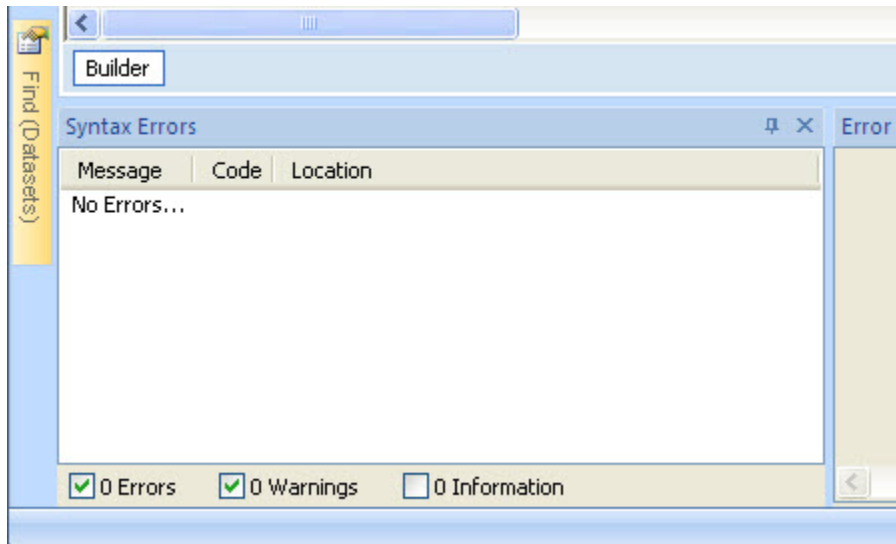 Find (Datasets)
Builder
Syntax Errors
Error
Message Code Location
No Errors...
0 Errors 0 Warnings 0 Information